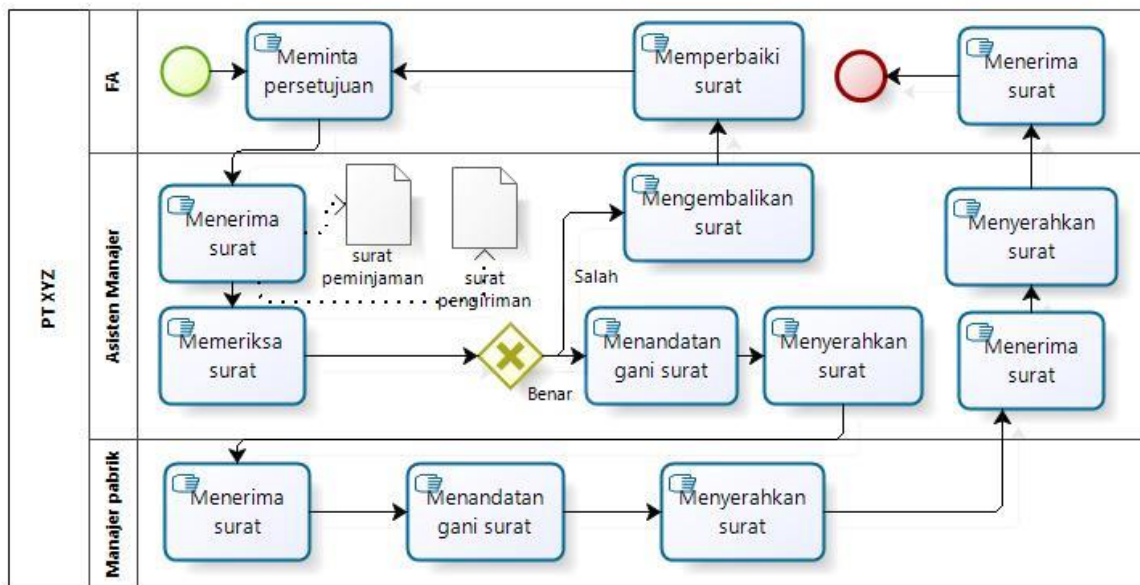 PT XYZ
FA
Meminta
persetujuan
Memperbaiki
surat
Menerima
surat
Asisten Manajer
Menerima
surat
surat
peminjaman
surat
pengiriman
Mengembalikan
surat
Menyerahkan
surat
Salah
Memeriksa
surat
Benar
Menandatan
gani surat
Menyerahkan
surat
Menerima
surat
Manajer pabrik
Menerima
surat
Menandatan
gani surat
Menyerahkan
surat